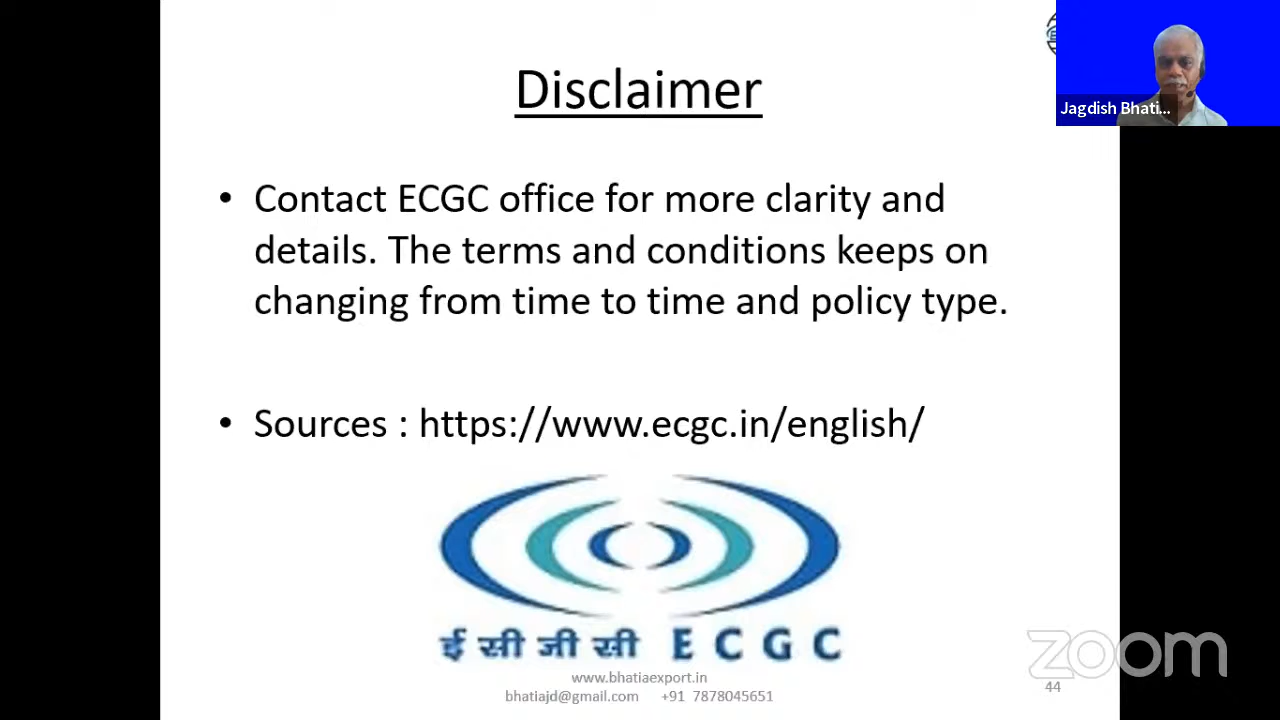 Disclaimer
Jagdish Bhati...
• Contact ECGC office for more clarity and
details. The terms and conditions keeps on
changing from time to time and policy type.
• Sources : https://www.ecgc.in/english/
ई सी जी सी ECGC
www.bhatiaexport.in
bhatiajd@gmail.com +91 7878045651
44
zoom